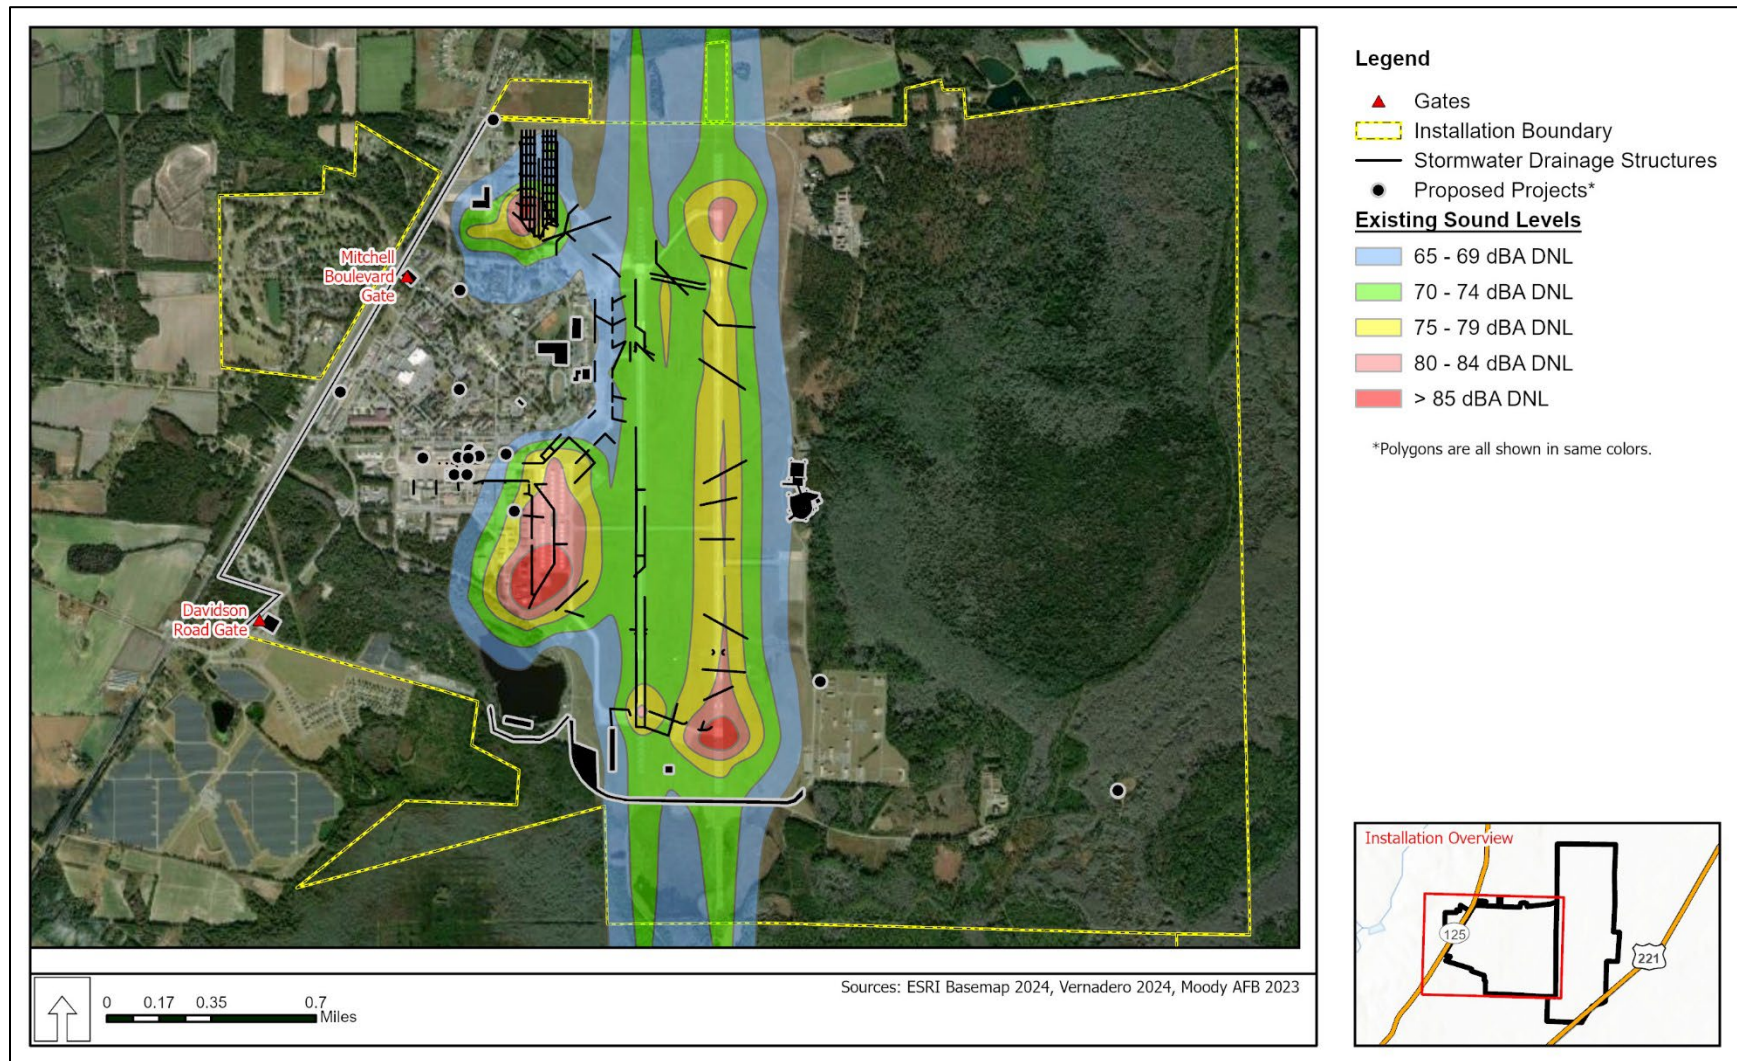 Legend
Gates
Installation Boundary
Stormwater Drainage Structures
Proposed Projects*
Existing Sound Levels
65 - 69 dBA DNL
70 - 74 dBA DNL
75 - 79 dBA DNL
80 - 84 dBA DNL
> 85 dBA DNL
*Polygons are all shown in same colors.
Mitchell
Boulevard
Gate
Davidson
Road Gate
Installation Overview
125
221
Sources: ESRI Basemap 2024, Vernadero 2024, Moody AFB 2023
0 0.17 0.35 0.7
Miles